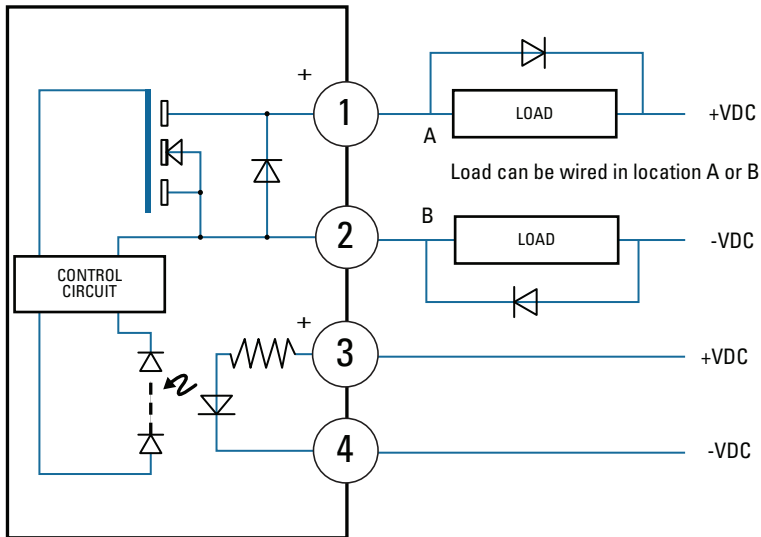 +
1
LOAD
+VDC
A
Load can be wired in location A or B
B
2
LOAD
-VDC
CONTROL
CIRCUIT
+
3
+VDC
4
-VDC